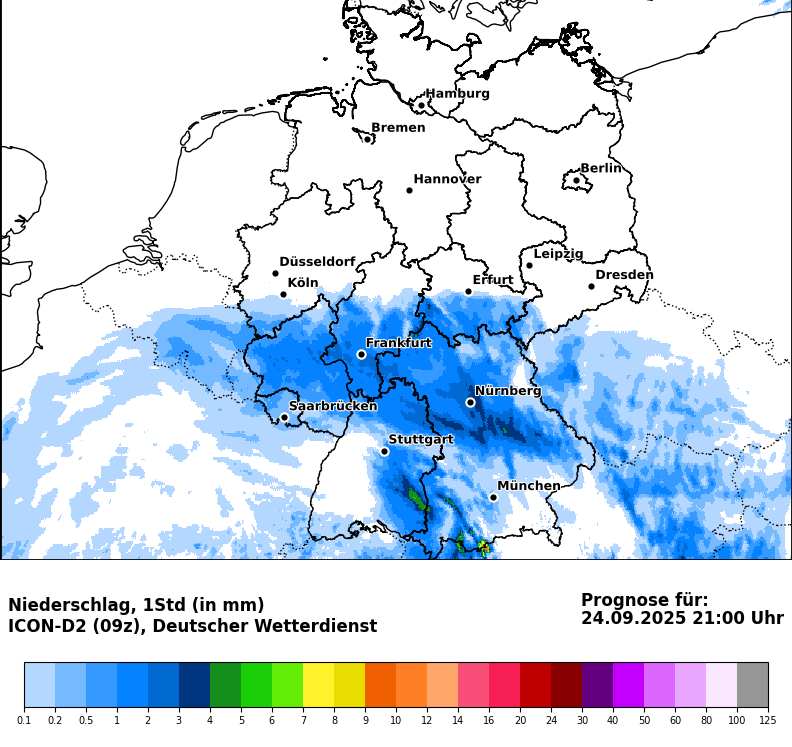 Hamburg
Bremen
Berlin
Hannover
Leipzig
Düsseldorf
Dresden
Köln
Erfurt
Frankfurt
Nürnberg
Saarbrücken
Stuttgart
München
Niederschlag, 1Std (in mm)
ICON-D2 (09z), Deutscher Wetterdienst
Prognose für:
24.09.2025 21:00 Uhr
0.1 0.2 0.5 1 2 3 4 5 6 7 8 9 10 12 14 16 20 24 30 40 50 60 80 100 125